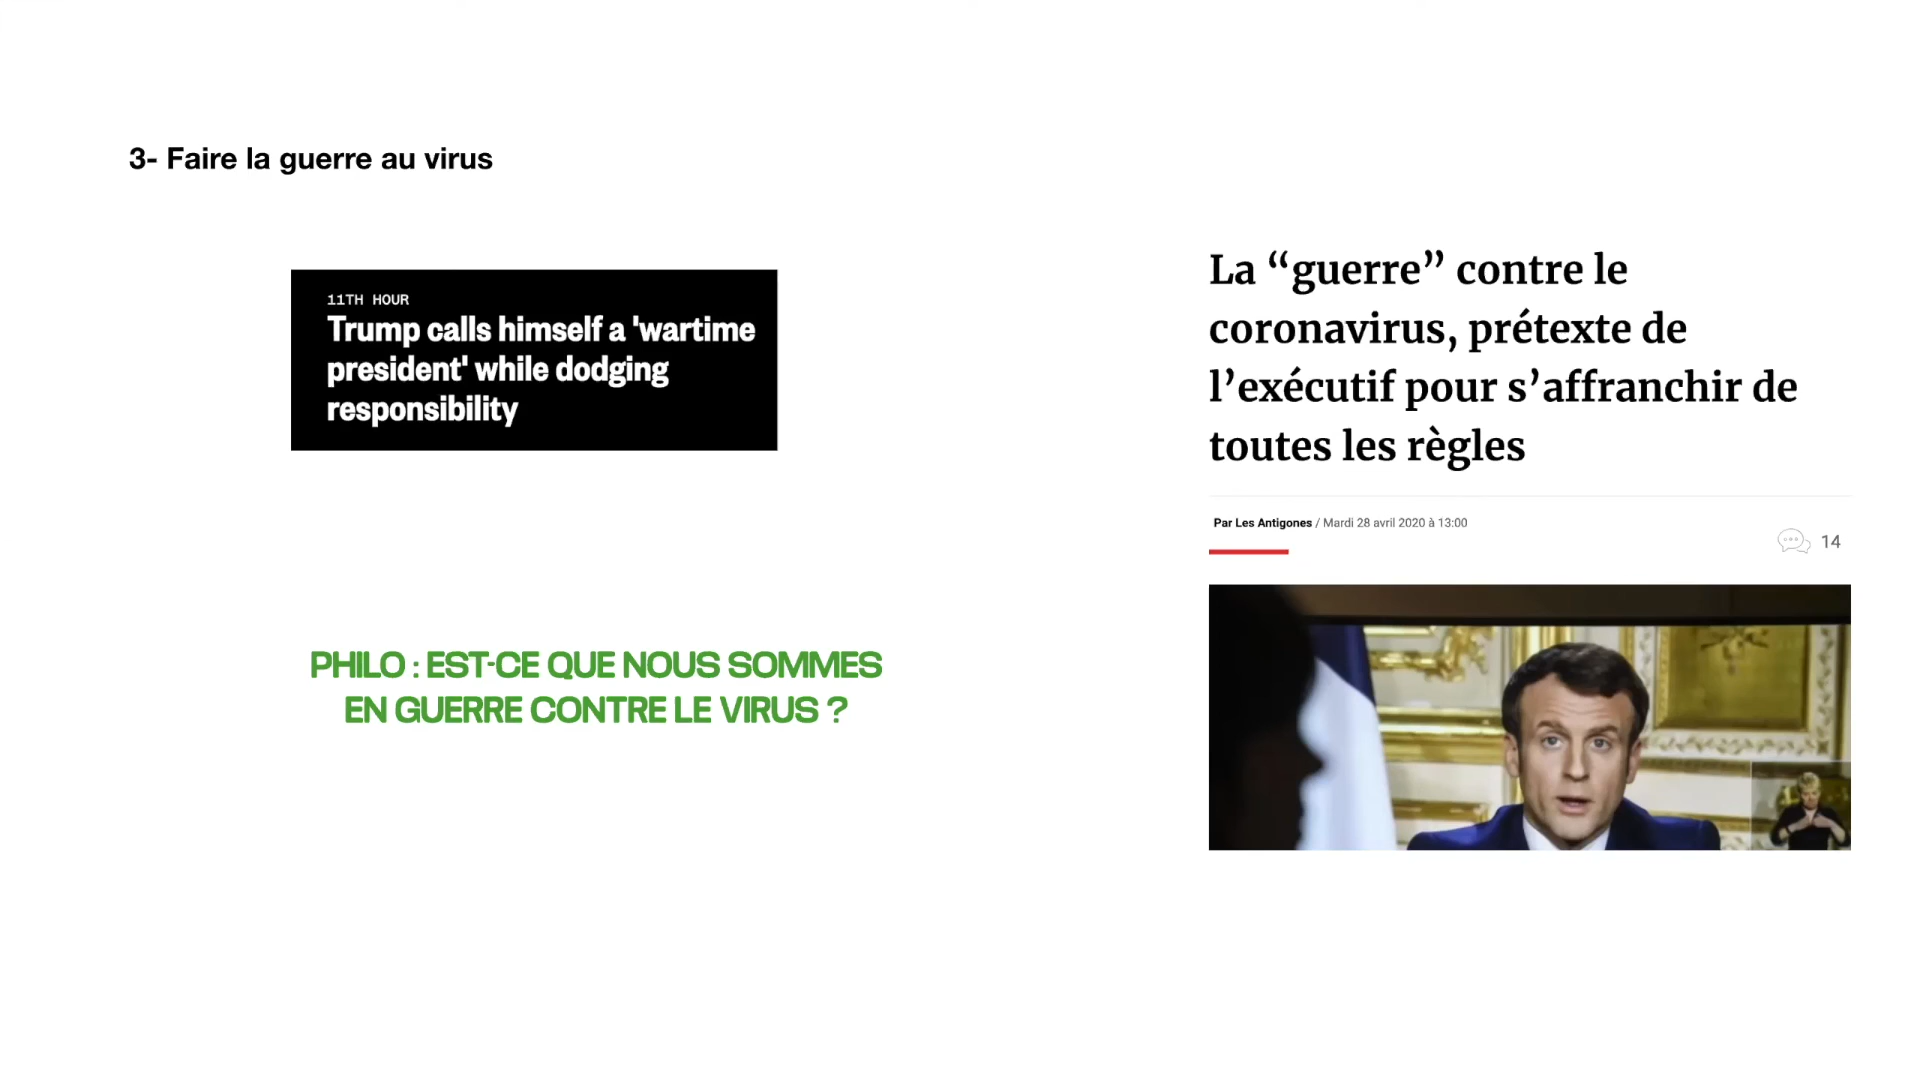 3- Faire la guerre au virus
11TH HOUR
Trump calls himself a 'wartime
president' while dodging
responsibility
PHILO : EST-CE QUE NOUS SOMMES
EN GUERRE CONTRE LE VIRUS ?
La “guerre” contre le
coronavirus, prétexte de
l’exécutif pour s’affranchir de
toutes les règles
Par Les Antigones / Mardi 28 avril 2020 à 13:00
14